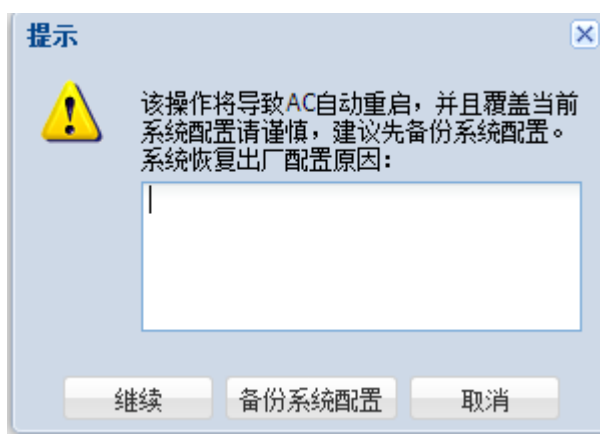 提示
该操作将导致AC自动重启，并且覆盖当前
系统配置请谨慎，建议先备份系统配置。
系统恢复出厂配置原因：
继续
备份系统配置
取消